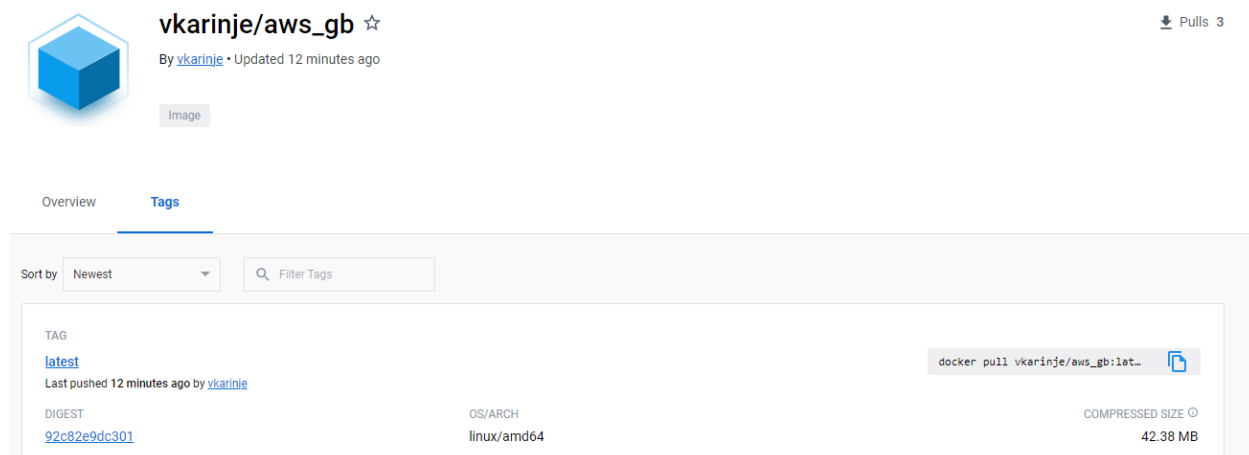 vkarinje/aws_gb
Pulls 3
By vkarinje • Updated 12 minutes ago
Image
Overview Tags
Sort by Newest Filter Tags
TAG
latest
docker pull vkarinje/aws_gb:lat…
Last pushed 12 minutes ago by vkarinje
DIGEST OS/ARCH COMPRESSED SIZE
92c82e9dc301 linux/amd64 42.38 MB